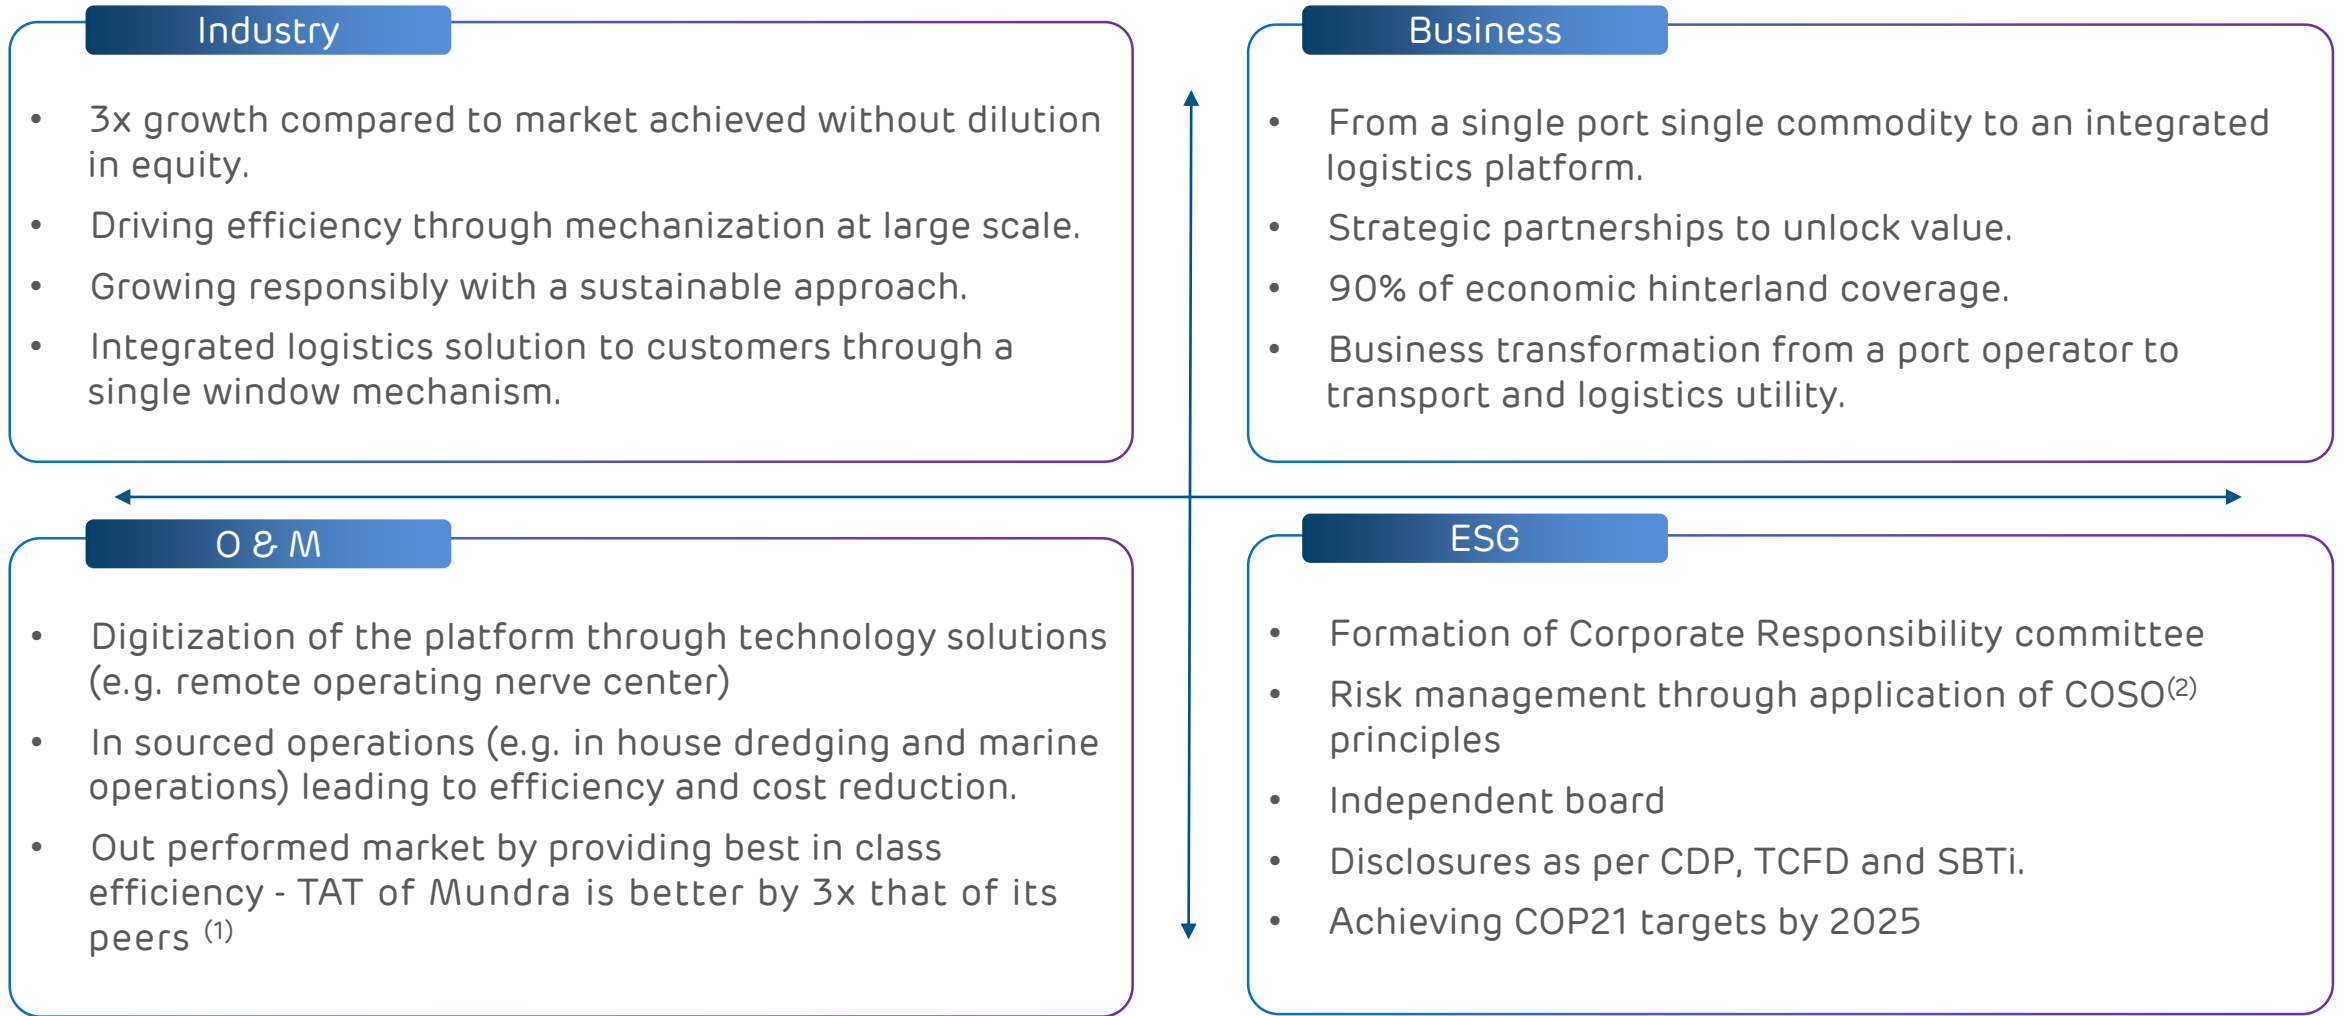 Industry
• 3x growth compared to market achieved without dilution
in equity.
• Driving efficiency through mechanization at large scale.
• Growing responsibly with a sustainable approach.
• Integrated logistics solution to customers through a
single window mechanism.
Business
• From a single port single commodity to an integrated
logistics platform.
• Strategic partnerships to unlock value.
• 90% of economic hinterland coverage.
• Business transformation from a port operator to
transport and logistics utility.
O & M
• Digitization of the platform through technology solutions
(e.g. remote operating nerve center)
• In sourced operations (e.g. in house dredging and marine
operations) leading to efficiency and cost reduction.
• Out performed market by providing best in class
efficiency - TAT of Mundra is better by 3x that of its
peers (1)
ESG
• Formation of Corporate Responsibility committee
• Risk management through application of COSO(2)
principles
• Independent board
• Disclosures as per CDP, TCFD and SBTi.
• Achieving COP21 targets by 2025